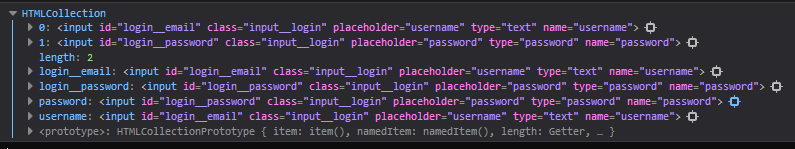 HTMLCollection
0: <input id="login__email" class="input__login" placeholder="username" type="text" name="username">
1: <input id="login__password" class="input__login" placeholder="password" type="password" name="password">
length: 2
login__email: <input id="login__email" class="input__login" placeholder="username" type="text" name="username">
login__password: <input id="login__password" class="input__login" placeholder="password" type="password" name="password">
password: <input id="login__password" class="input__login" placeholder="password" type="password" name="password">
username: <input id="login__email" class="input__login" placeholder="username" type="text" name="username">
<prototype>: HTMLCollectionPrototype { item: item(), namedItem: namedItem(), length: Getter, … }